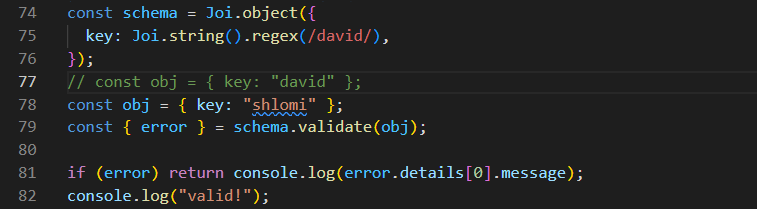 74 const schema = Joi.object({
75   key: Joi.string().regex(/david/),
76 });
77 // const obj = { key: "david" };
78 const obj = { key: "shlomi" };
79 const { error } = schema.validate(obj);
80
81 if (error) return console.log(error.details[0].message);
82 console.log("valid!");